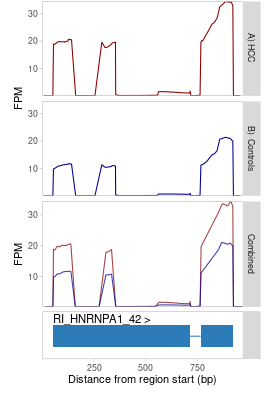 30
20
10
FPM
A) HCC
30
20
10
FPM
B) Controls
30
20
10
FPM
Combined
RI_HNRNPA1_42 >
250 500 750
Distance from region start (bp)